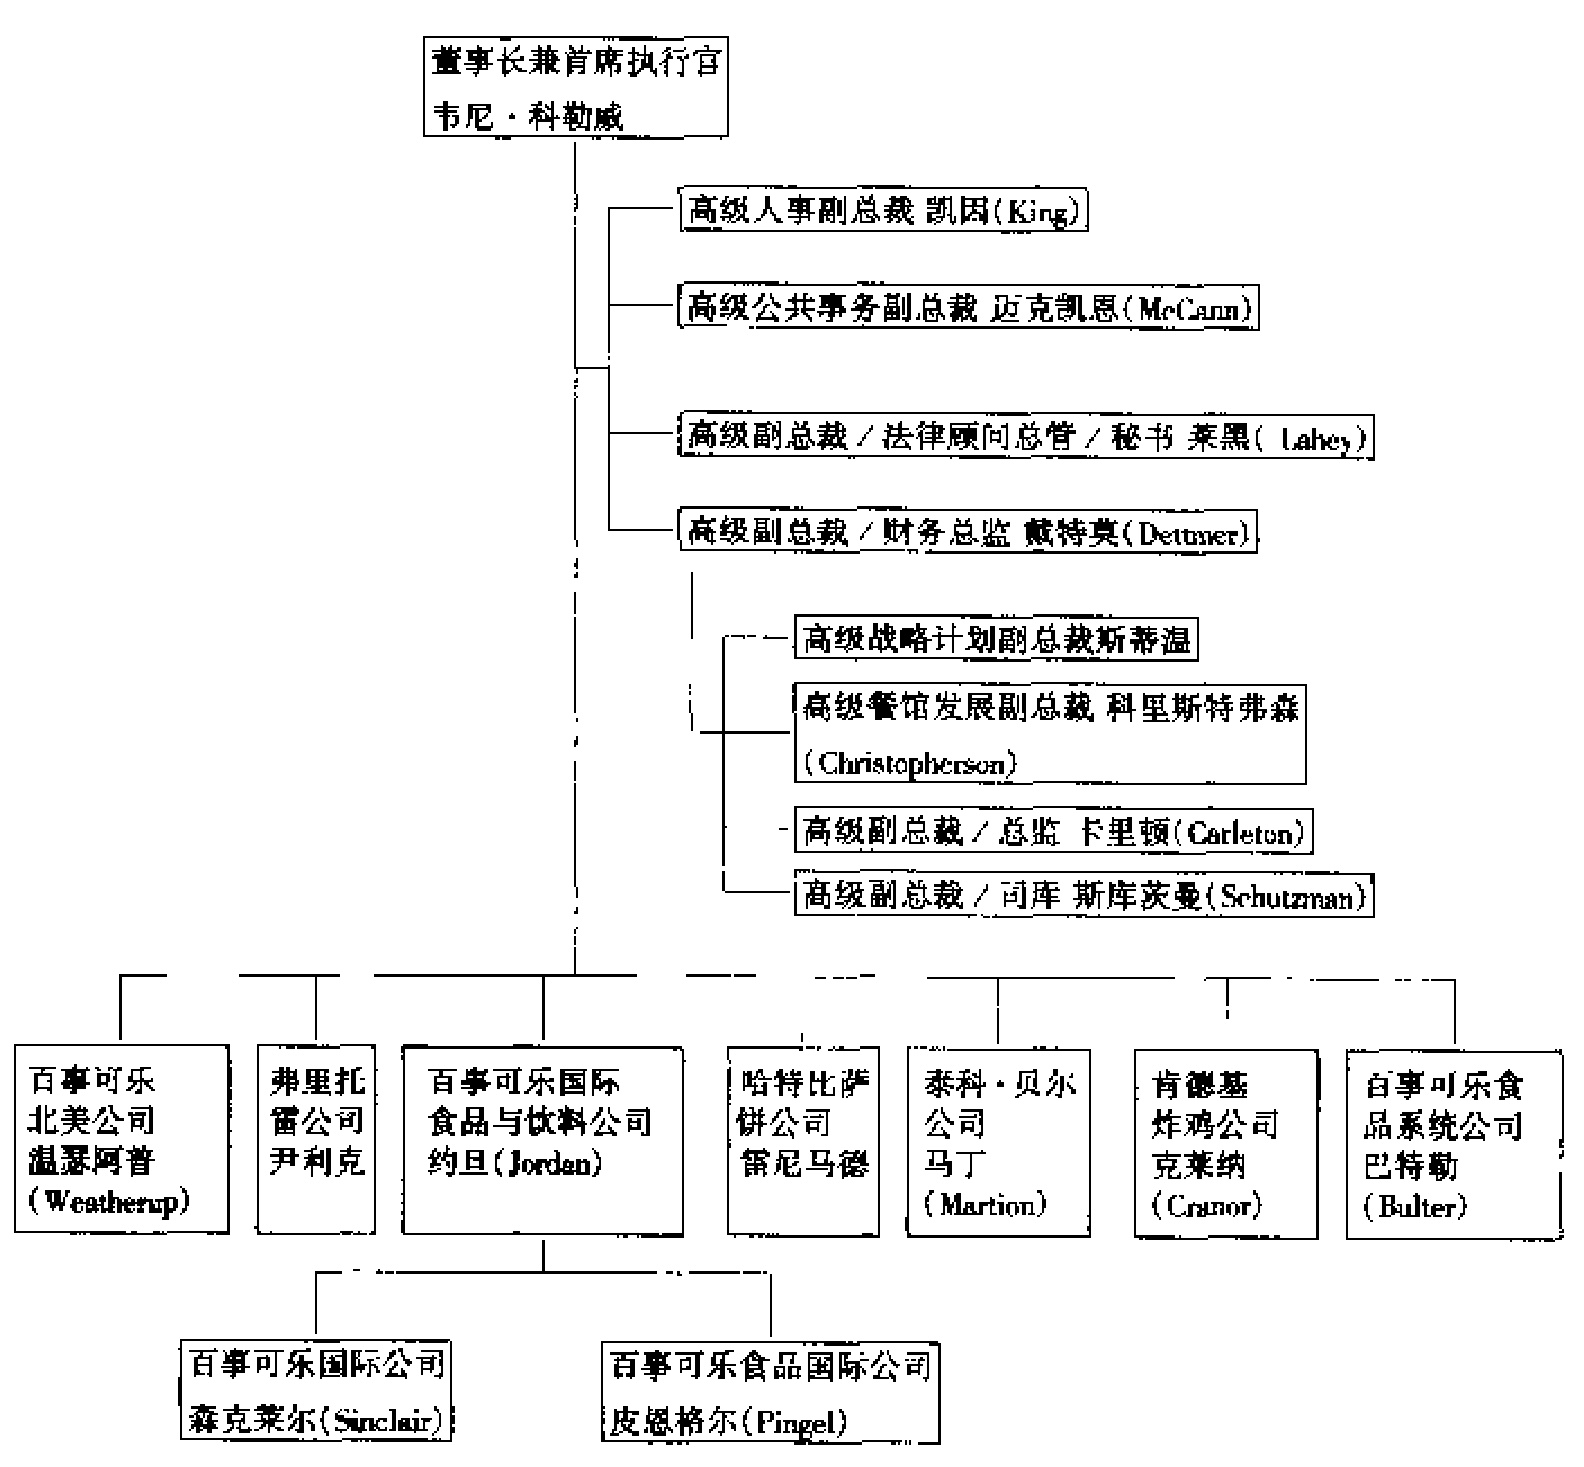 董事长兼首席执行官
韦尼·科勒威
高级人事副总裁 凯因(King)
高级公共事务副总裁 迈克凯恩(McCann)
高级副总裁/法律顾问总管/秘书 莱黑( Lahey)
高级副总裁/财务总监 戴特莫(Dettmer)
高级战略计划副总裁斯蒂温
高级餐馆发展副总裁 科里斯特弗森
(Christopherson)
高级副总裁/总监 卡里顿(Carleton)
高级副总裁/司库 斯库茨曼(Schutzman)
百事可乐
北美公司
温瑟阿普
(Weatherup)
弗里托
雷公司
尹利克
百事可乐国际
食品与饮料公司
约旦(Jordan)
哈特比萨
饼公司
雷尼马德
泰科·贝尔
公司
马丁
(Martion)
肯德基
炸鸡公司
克莱纳
(Cranor)
百事可乐食
品系统公司
巴特勒
(Bulter)
百事可乐国际公司
森克莱尔(Sinclair)
百事可乐食品国际公司
皮恩格尔(Pingel)